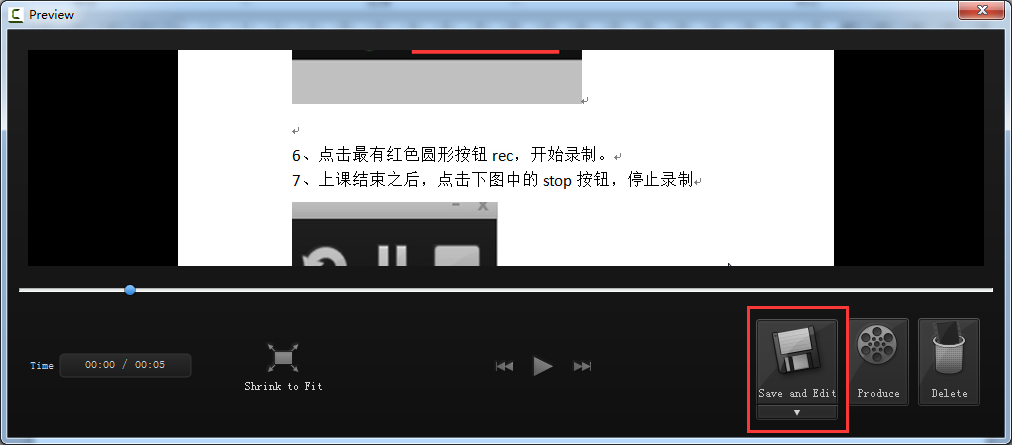 Preview
6、点击最有红色圆形按钮 rec，开始录制。
7、上课结束之后，点击下图中的 stop 按钮，停止录制
Time 00:00 / 00:05
Shrink to Fit
Save and Edit
Produce
Delete